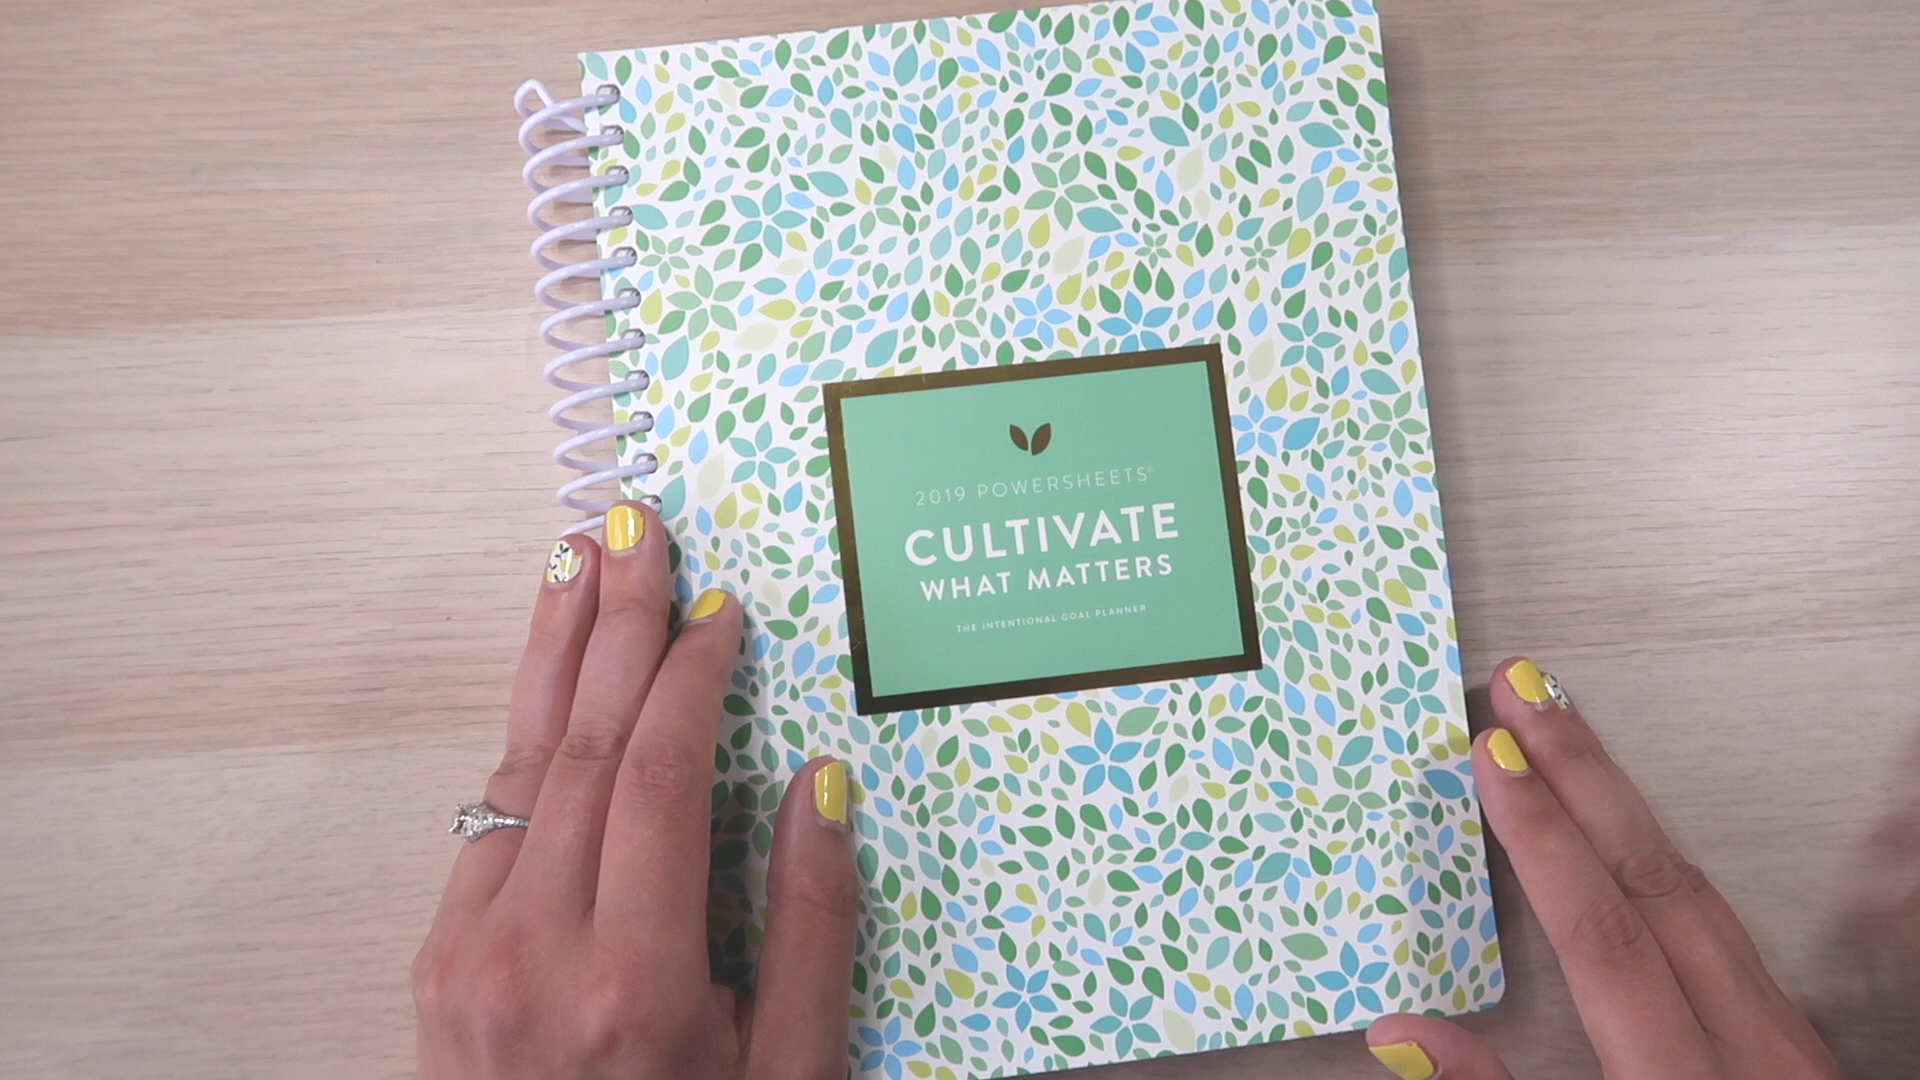 2019 POWERSHEETS®
CULTIVATE
WHAT MATTERS
THE INTENTIONAL GOAL PLANNER